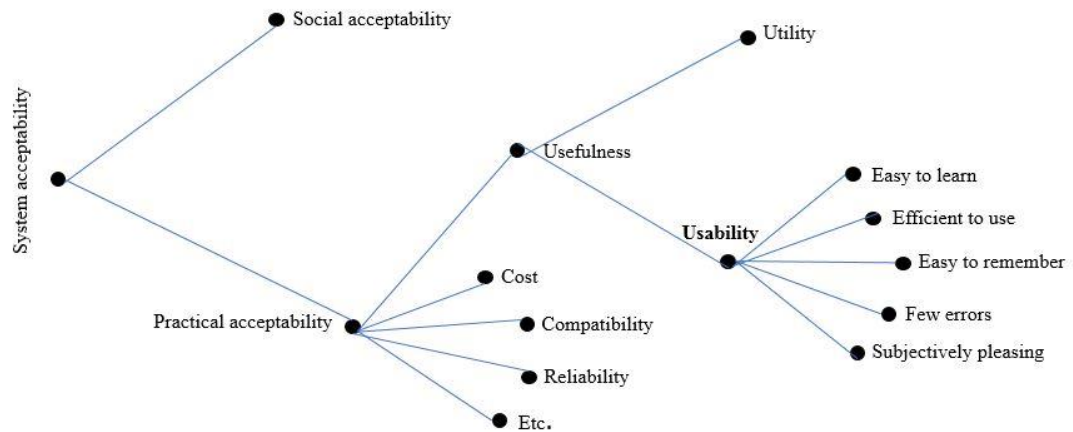 Social acceptability
Utility
System acceptability
Usefulness
Easy to learn
Efficient to use
Usability
Easy to remember
Cost
Practical acceptability
Compatibility
Few errors
Subjectively pleasing
Reliability
Etc.